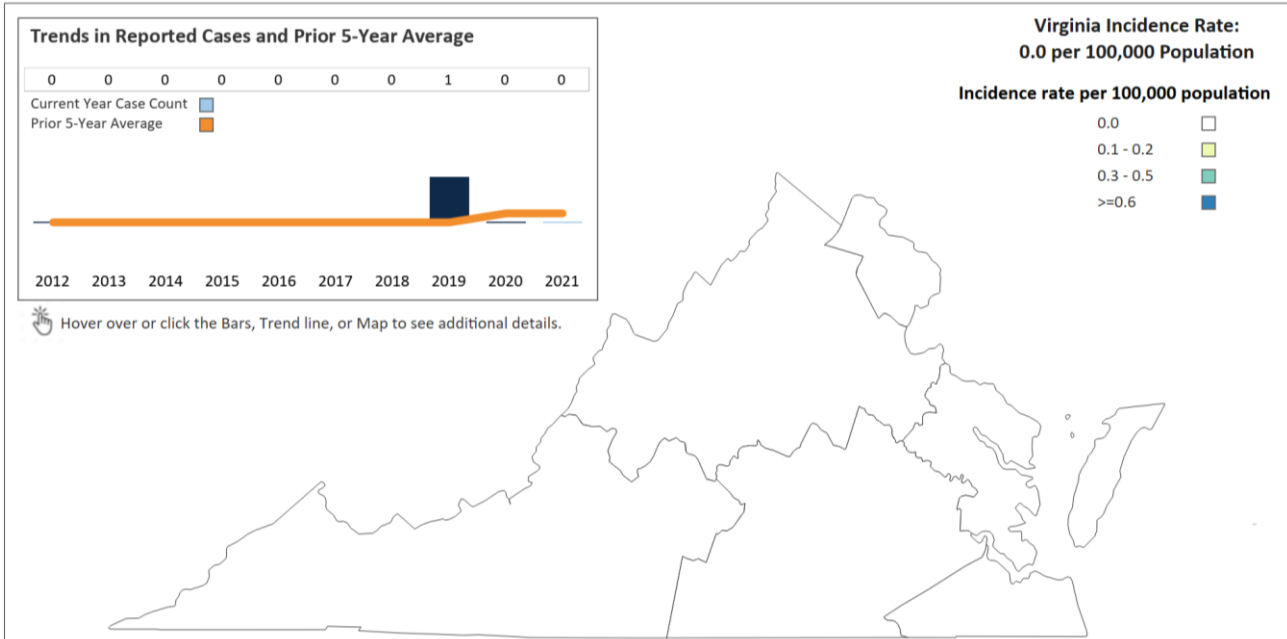 Trends in Reported Cases and Prior 5-Year Average
0 0 0 0 0 0 0 1 0 0
Current Year Case Count
Prior 5-Year Average
2012 2013 2014 2015 2016 2017 2018 2019 2020 2021
Hover over or click the Bars, Trend line, or Map to see additional details.
Virginia Incidence Rate:
0.0 per 100,000 Population
Incidence rate per 100,000 population
0.0
0.1 - 0.2
0.3 - 0.5
>=0.6